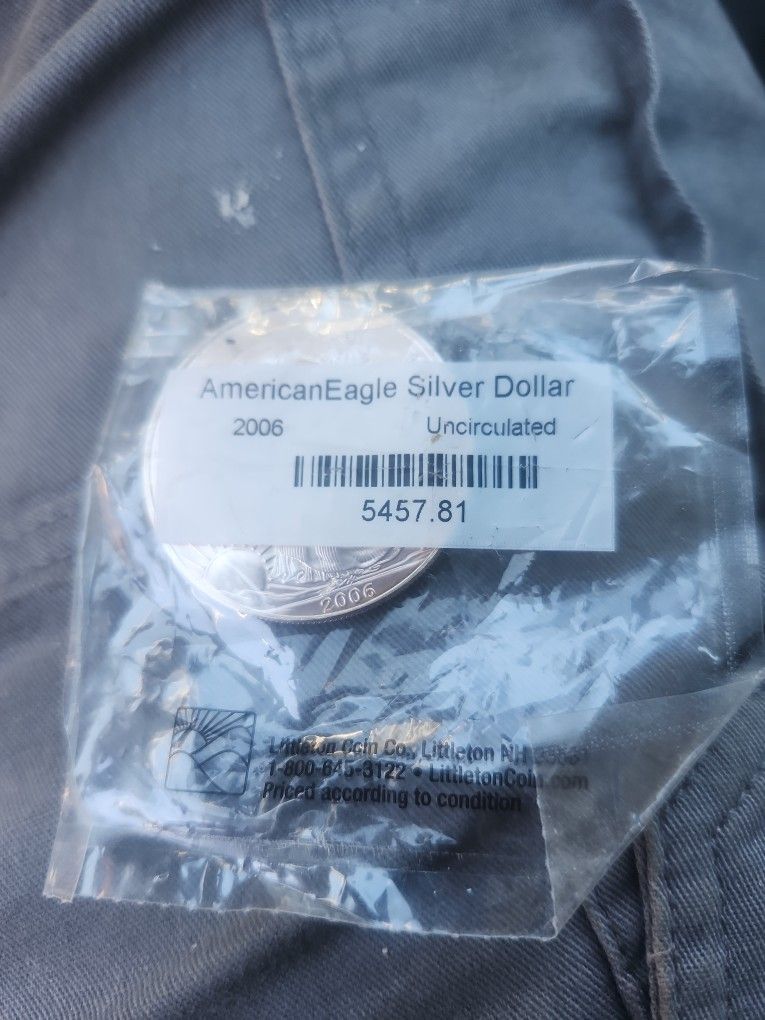 AmericanEagle Silver Dollar
2006 Uncirculated
5457.81
2006
Littleton Coin Co., Littleton NH
1-800-645-3122 • LittletonCoin.com
Priced according to condition